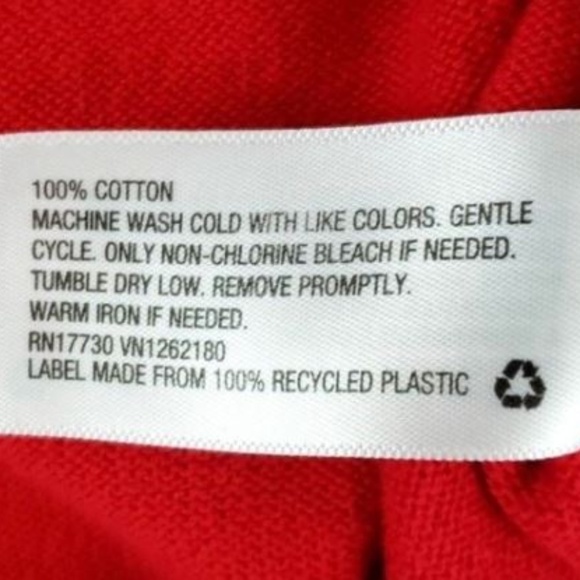 100% COTTON
MACHINE WASH COLD WITH LIKE COLORS. GENTLE
CYCLE. ONLY NON-CHLORINE BLEACH IF NEEDED.
TUMBLE DRY LOW. REMOVE PROMPTLY.
WARM IRON IF NEEDED.
RN17730 VN1262180
LABEL MADE FROM 100% RECYCLED PLASTIC